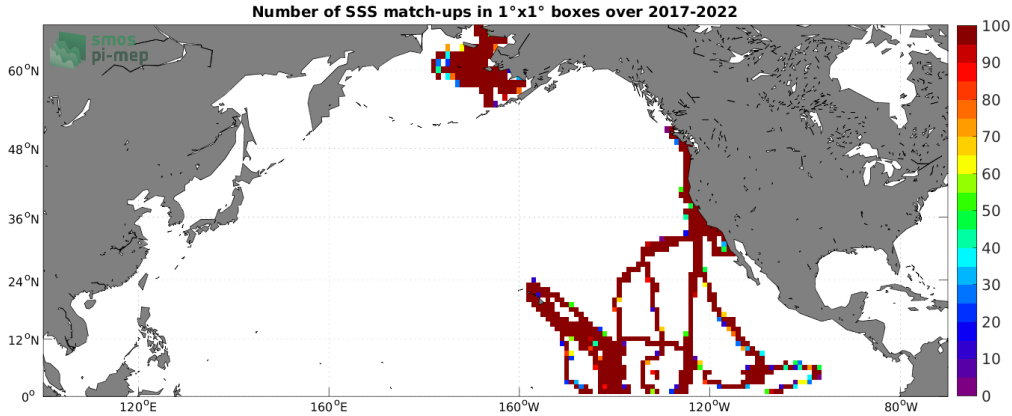 Number of SSS match-ups in 1°x1° boxes over 2017-2022
smos
pi-mep
60°N
48°N
36°N
24°N
12°N
0°
120°E
160°E
160°W
120°W
80°W
100
90
80
70
60
50
40
30
20
10
0